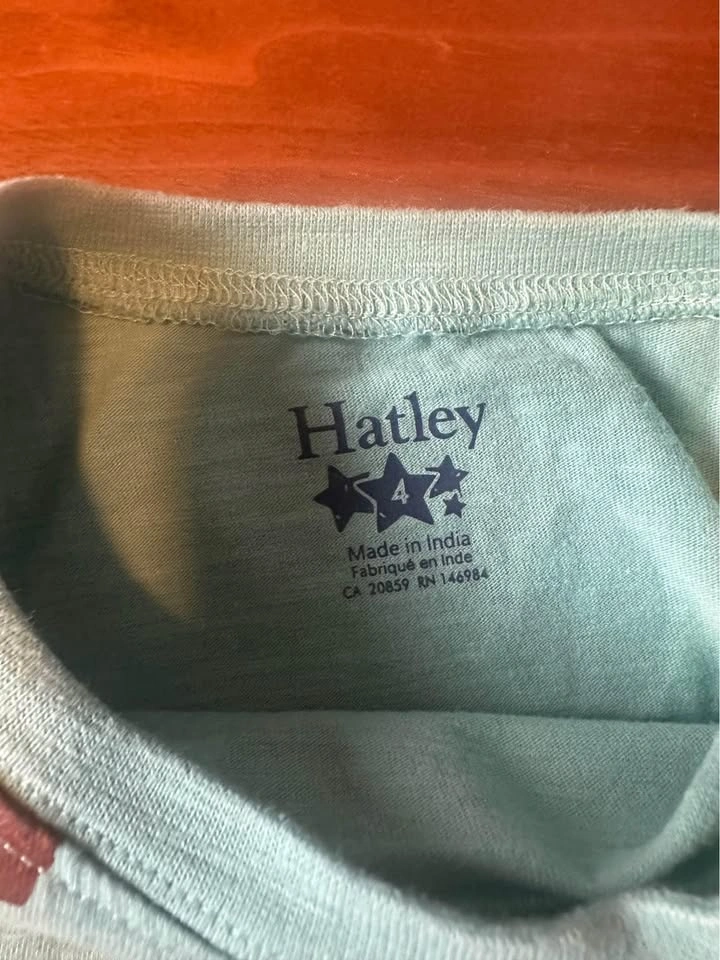 Hatley
4
Made in India
Fabriqué en Inde
CA 20859 RN 146984